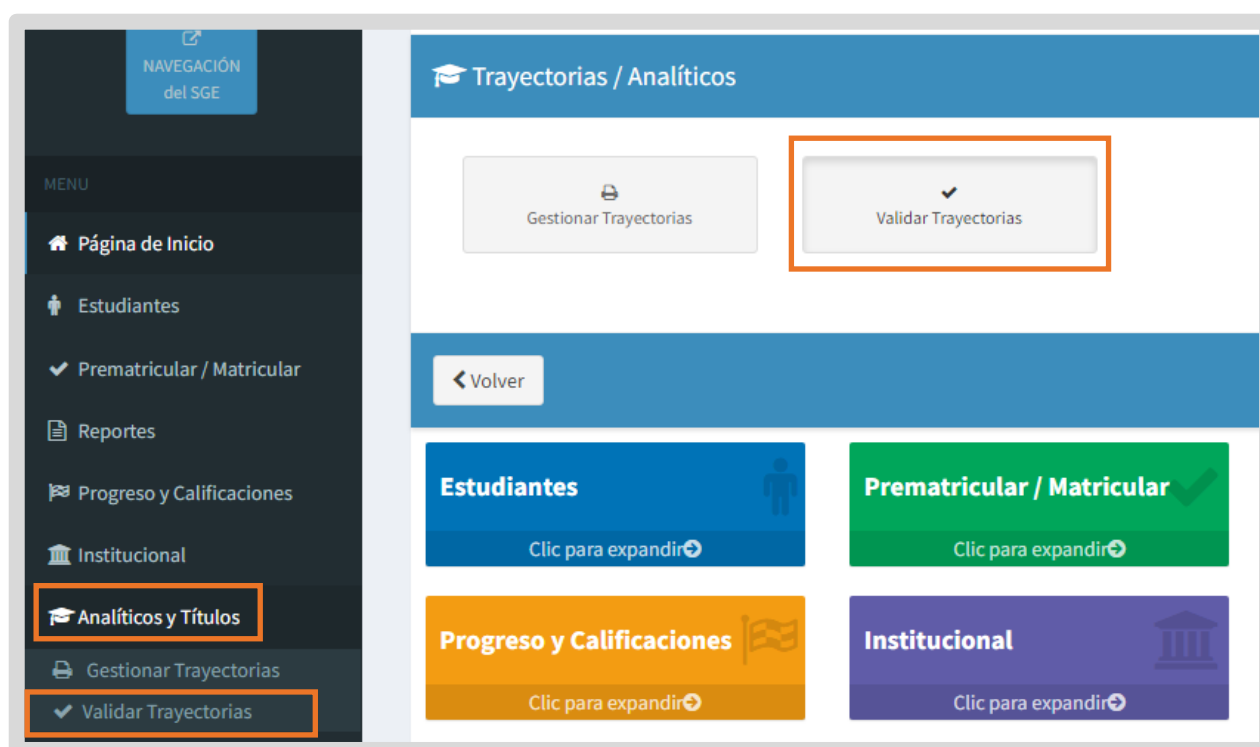 NAVEGACIÓN
del SGE
MENU
Página de Inicio
Estudiantes
Prematricular / Matricular
Reportes
Progreso y Calificaciones
Institucional
Analíticos y Títulos
Gestionar Trayectorias
Validar Trayectorias
Trayectorias / Analíticos
Gestionar Trayectorias
Validar Trayectorias
Volver
Estudiantes
Clic para expandir
Prematricular / Matricular
Clic para expandir
Progreso y Calificaciones
Clic para expandir
Institucional
Clic para expandir